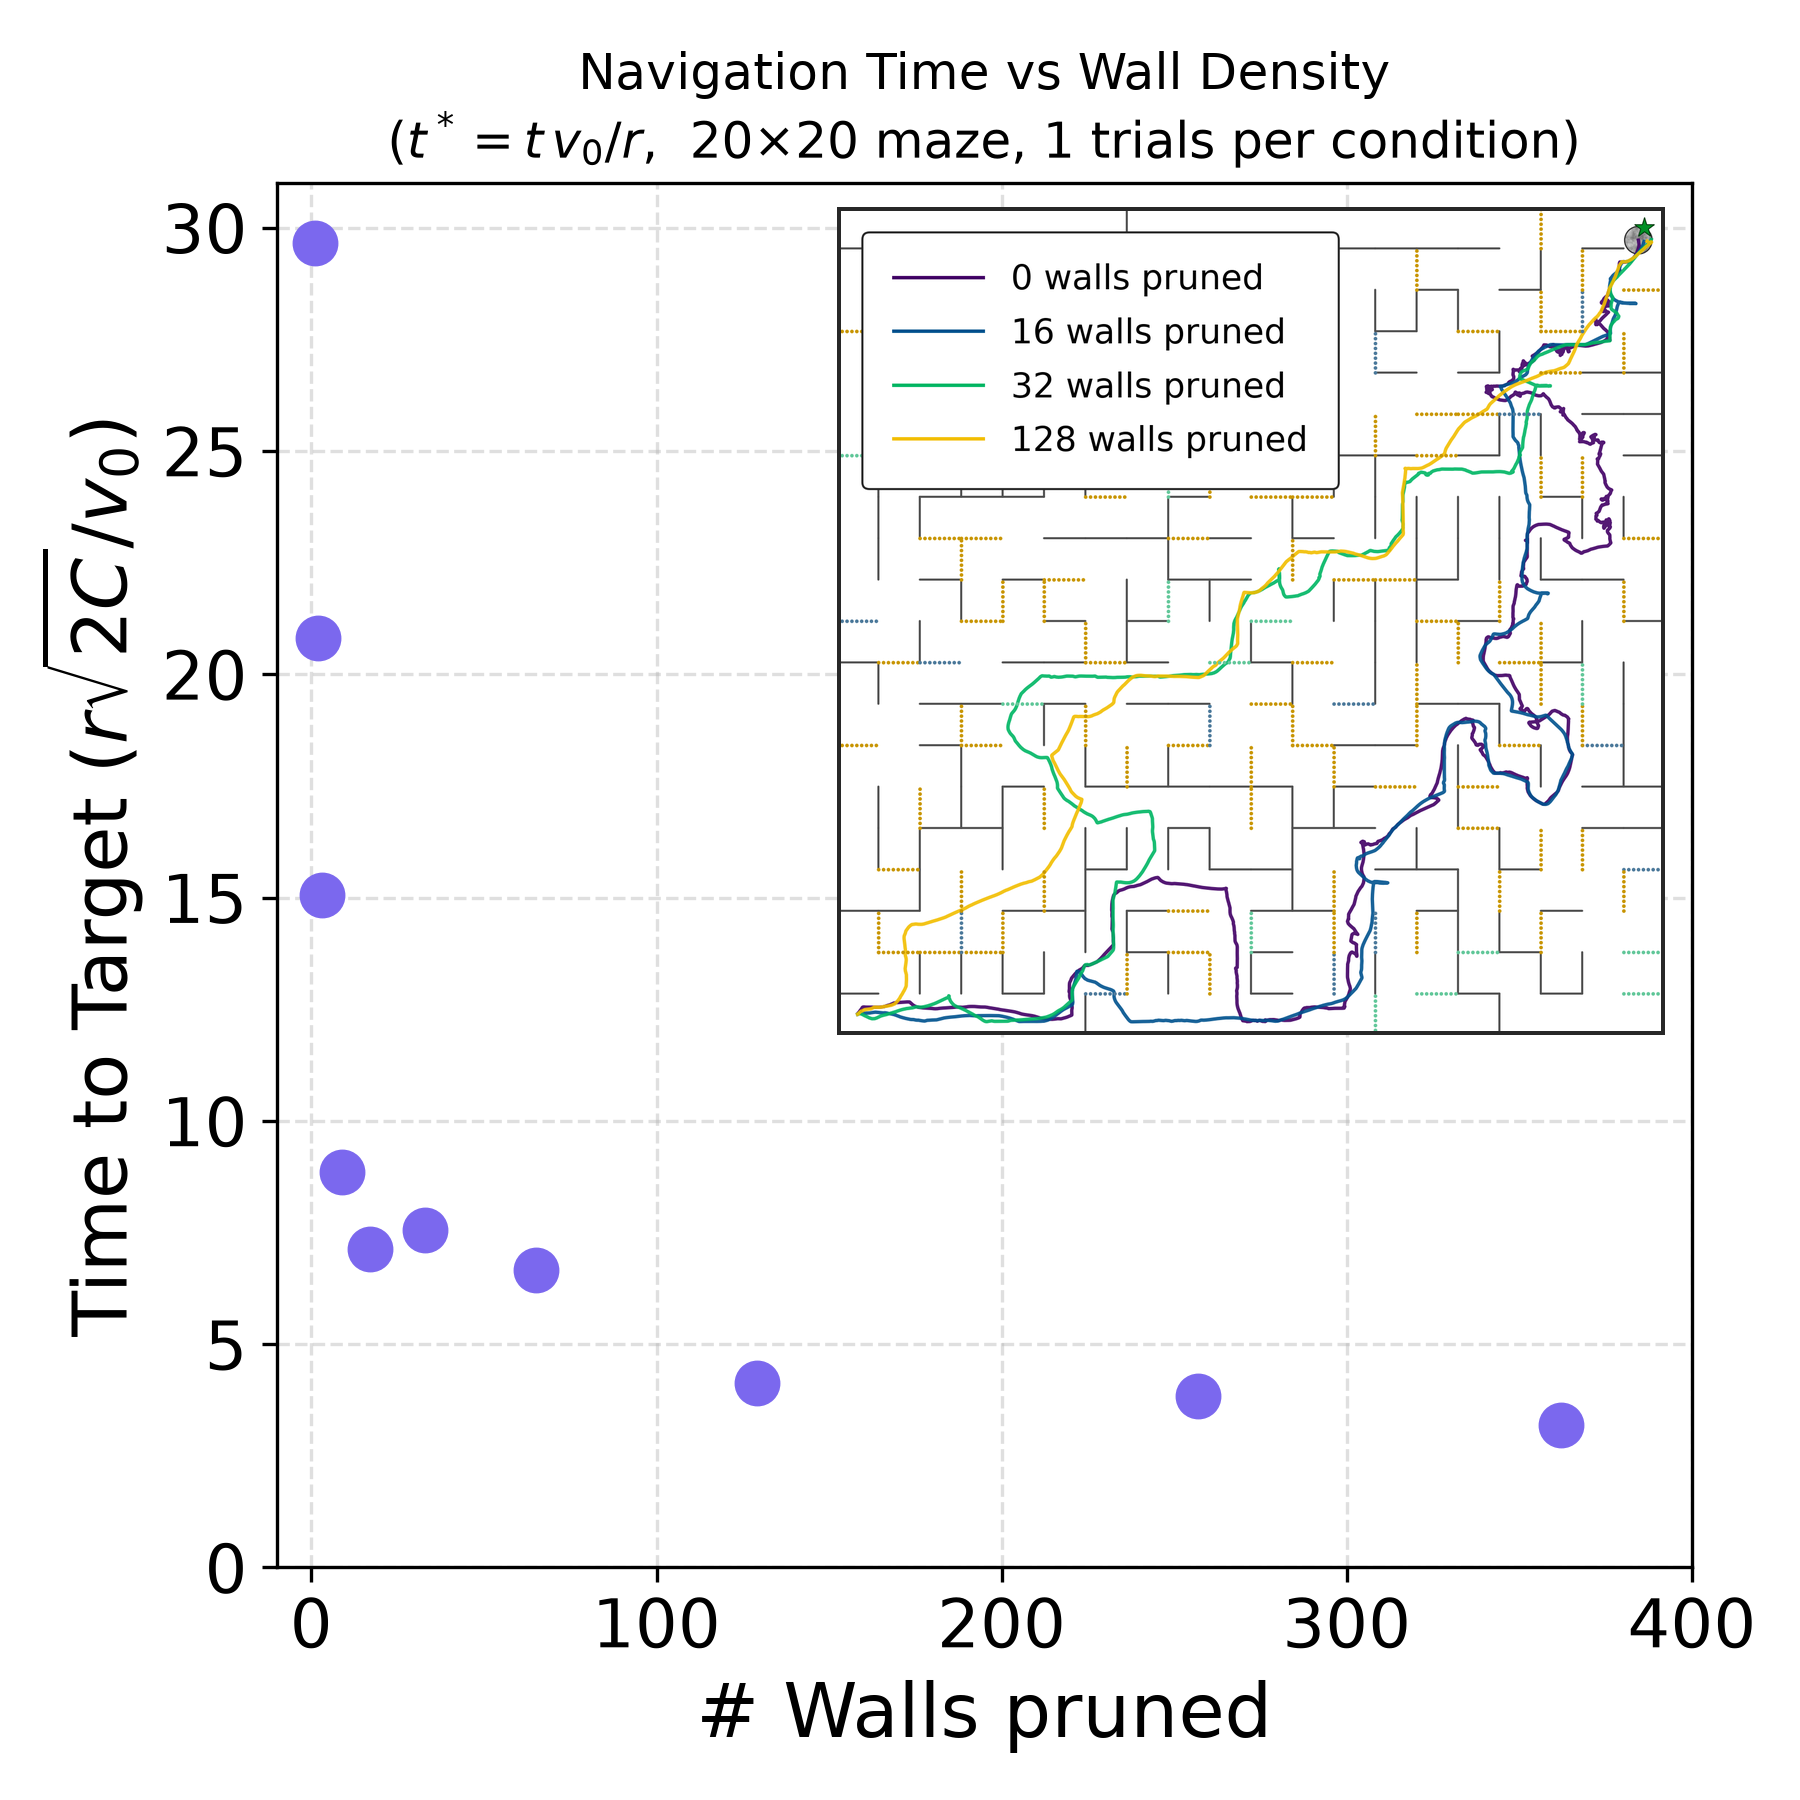 Navigation Time vs Wall Density
(t* = t v₀/r,  20×20 maze, 1 trials per condition)
Time to Target (r√2C/v₀)
30
25
20
15
10
5
0
0 walls pruned
16 walls pruned
32 walls pruned
128 walls pruned
0
100
200
300
400
# Walls pruned